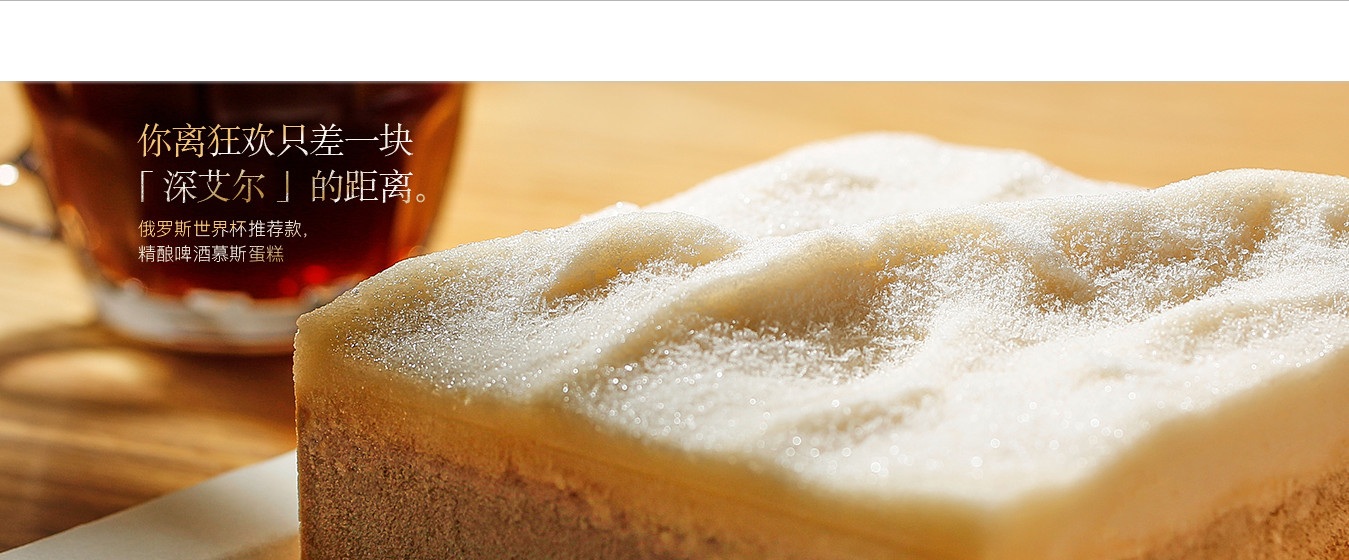 你离狂欢只差一块
「深艾尔」的距离。
俄罗斯世界杯推荐款，
精酿啤酒慕斯蛋糕